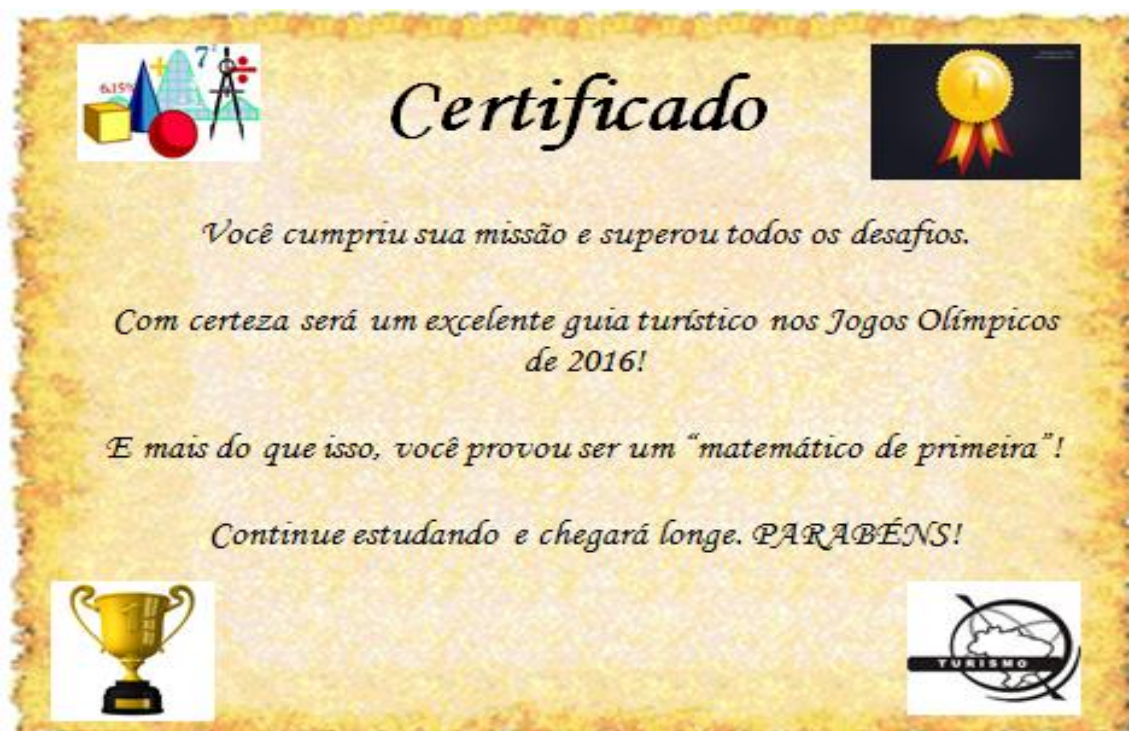 Certificado
Você cumpriu sua missão e superou todos os desafios.
Com certeza será um excelente guia turístico nos Jogos Olímpicos
de 2016!
E mais do que isso, você provou ser um “matemático de primeira”!
Continue estudando e chegará longe. PARABÉNS!
TURISMO